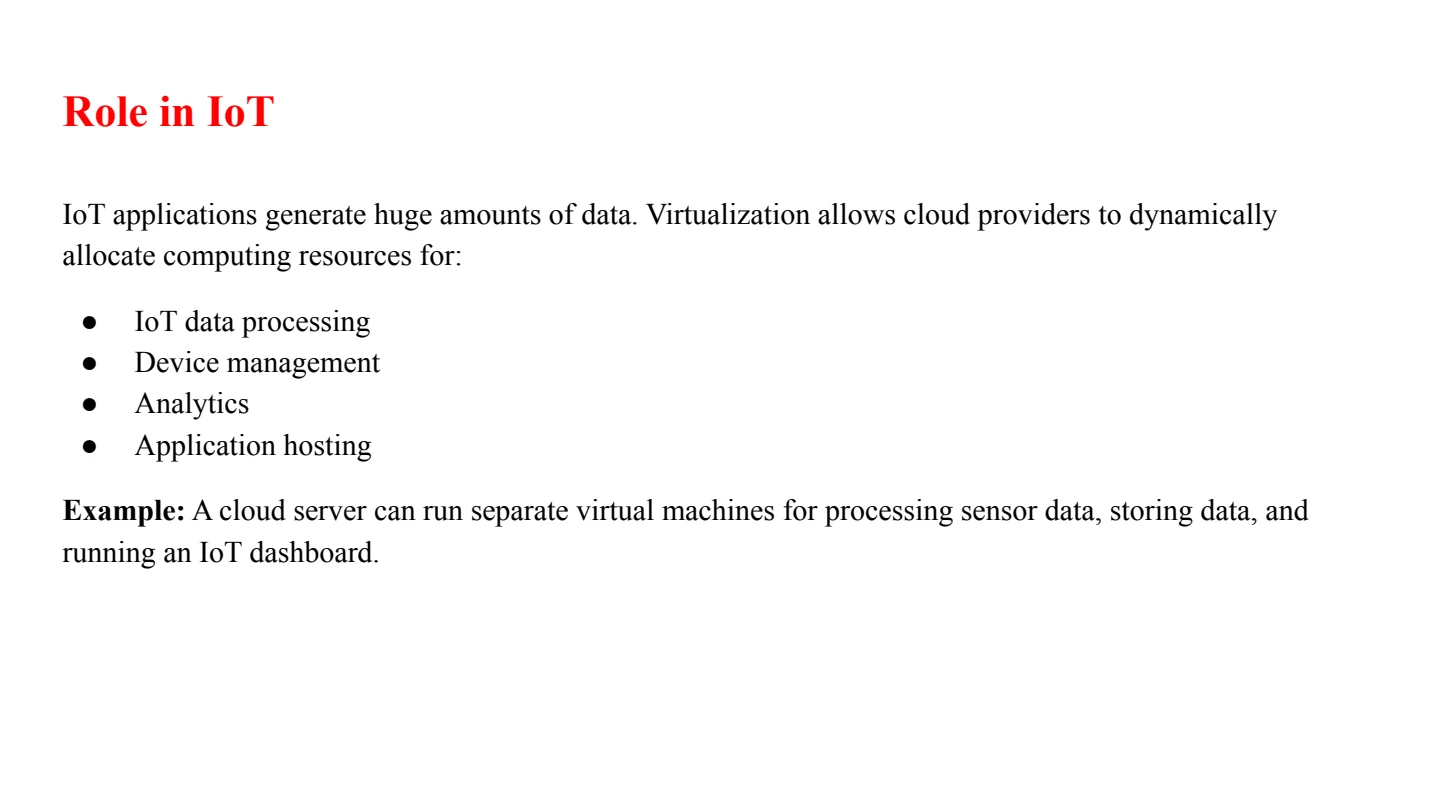 Role in IoT
IoT applications generate huge amounts of data. Virtualization allows cloud providers to dynamically
allocate computing resources for:
● IoT data processing
● Device management
● Analytics
● Application hosting
Example: A cloud server can run separate virtual machines for processing sensor data, storing data, and
running an IoT dashboard.